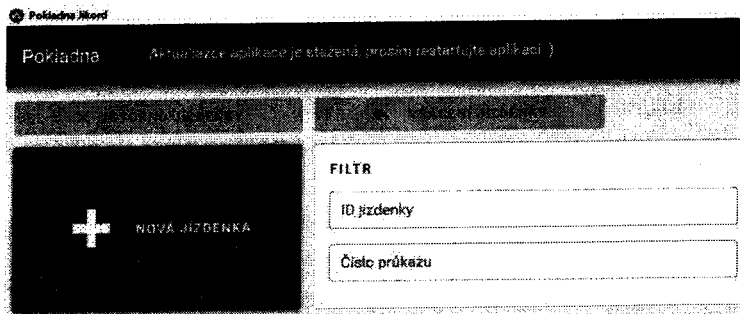 Pokladna Jikord
Pokladna
Aktualizace aplikace je stažená, prosím restartujte aplikaci :)
NOVÁ JÍZDENKA
FILTR
ID jízdenky
Číslo průkazu